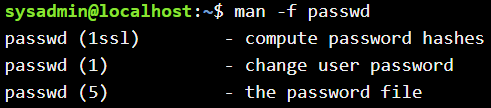 sysadmin@localhost:~$ man -f passwd
passwd (1ssl)        - compute password hashes
passwd (1)           - change user password
passwd (5)           - the password file